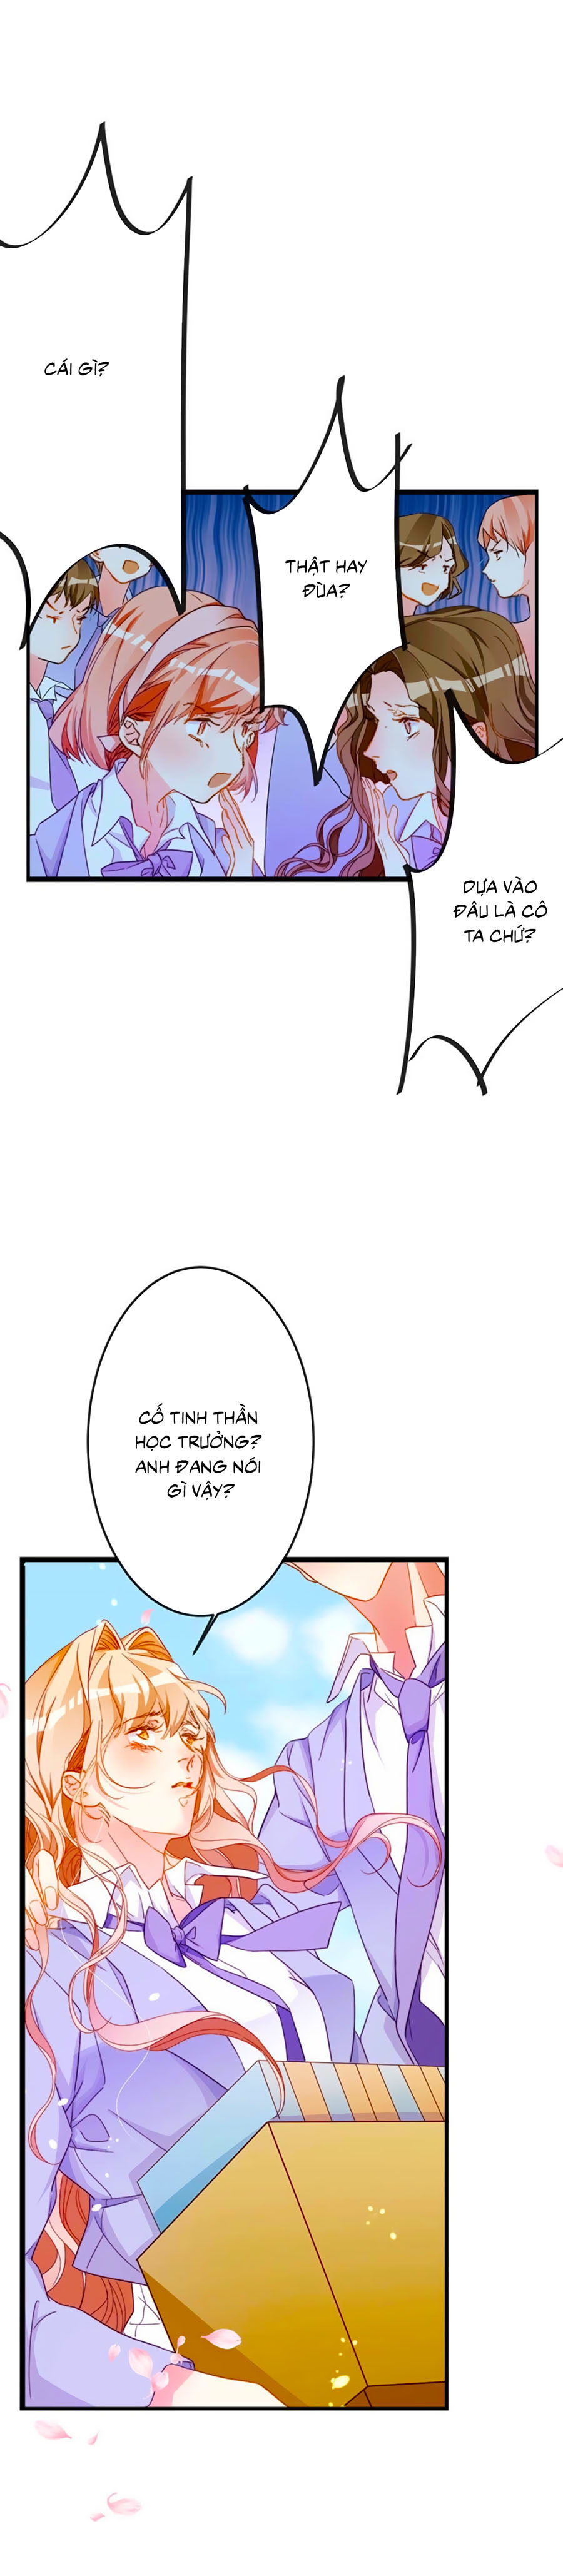 CÁI GÌ?
THẬT HAY
ĐÙA?
DỰA VÀO
ĐÂU LÀ CÔ
TA CHỨ?
CỐ TINH THẦN
HỌC TRƯỞNG?
ANH ĐANG NÓI
GÌ VẬY?